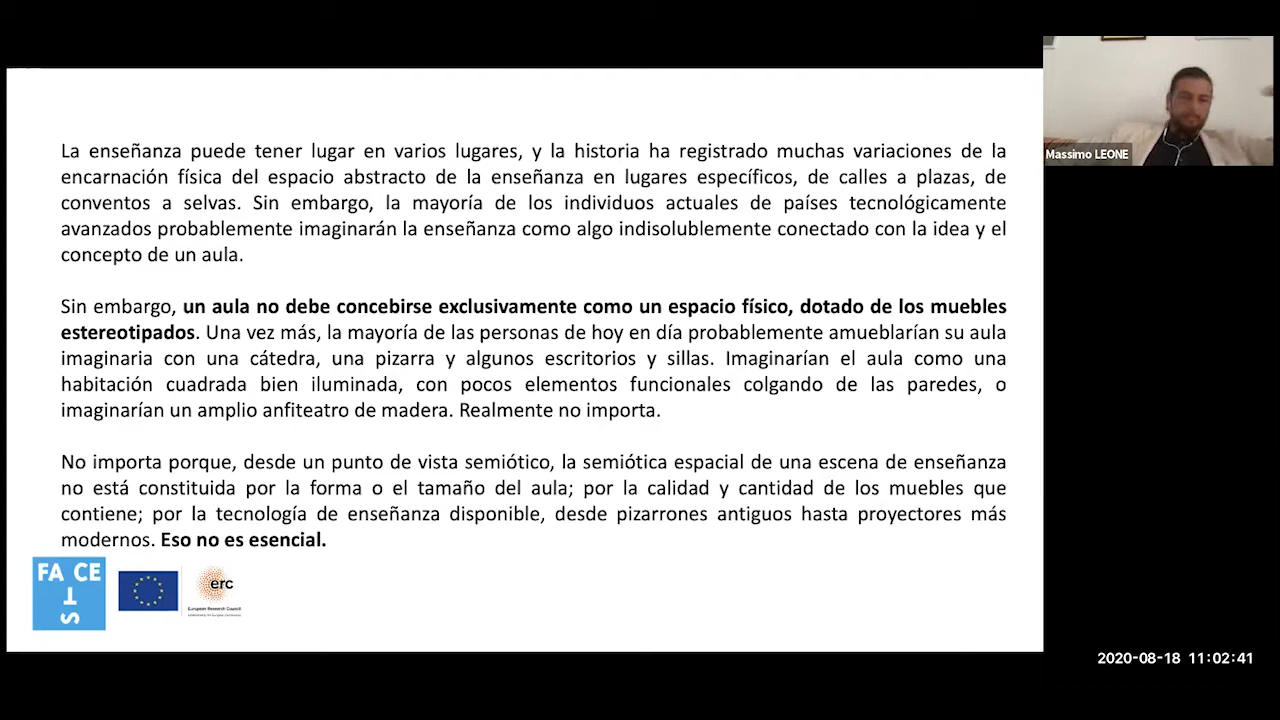 La enseñanza puede tener lugar en varios lugares, y la historia ha registrado muchas variaciones de la
encarnación física del espacio abstracto de la enseñanza en lugares específicos, de calles a plazas, de
conventos a selvas. Sin embargo, la mayoría de los individuos actuales de países tecnológicamente
avanzados probablemente imaginarán la enseñanza como algo indisolublemente conectado con la idea y el
concepto de un aula.
Sin embargo, un aula no debe concebirse exclusivamente como un espacio físico, dotado de los muebles
estereotipados. Una vez más, la mayoría de las personas de hoy en día probablemente amueblarían su aula
imaginaria con una cátedra, una pizarra y algunos escritorios y sillas. Imaginarían el aula como una
habitación cuadrada bien iluminada, con pocos elementos funcionales colgando de las paredes, o
imaginarían un amplio anfiteatro de madera. Realmente no importa.
No importa porque, desde un punto de vista semiótico, la semiótica espacial de una escena de enseñanza
no está constituida por la forma o el tamaño del aula; por la calidad y cantidad de los muebles que
contiene; por la tecnología de enseñanza disponible, desde pizarrones antiguos hasta proyectores más
modernos. Eso no es esencial.
FA CE
T
S
erc
European Research Council
Massimo LEONE
2020-08-18 11:02:41